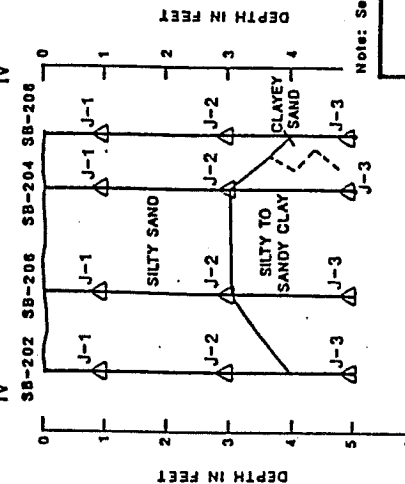 IV
IV
SB-202 SB-206 SB-204 SB-208
0
0
J-1
J-1
J-1
J-1
1
1
SILTY SAND
2
2
J-2
J-2
J-2
J-2
3
3
CLAYEY
SAND
SILTY TO
SANDY CLAY
4
4
J-3
J-3
J-3
J-3
5
DEPTH IN FEET
DEPTH IN FEET
Note: